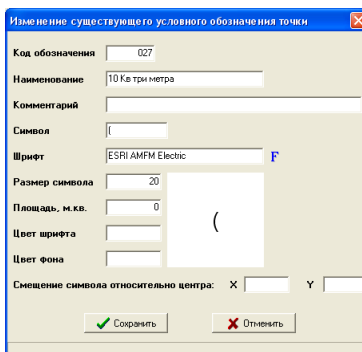 Изменение существующего условного обозначения точки
Код обозначения 027
Наименование 10 Кв три метра
Комментарий
Символ (
Шрифт ESRI AMFM Electric F
Размер символа 20
Площадь, м.кв. 0
(
Цвет шрифта
Цвет фона
Смещение символа относительно центра: X Y
Сохранить Отменить